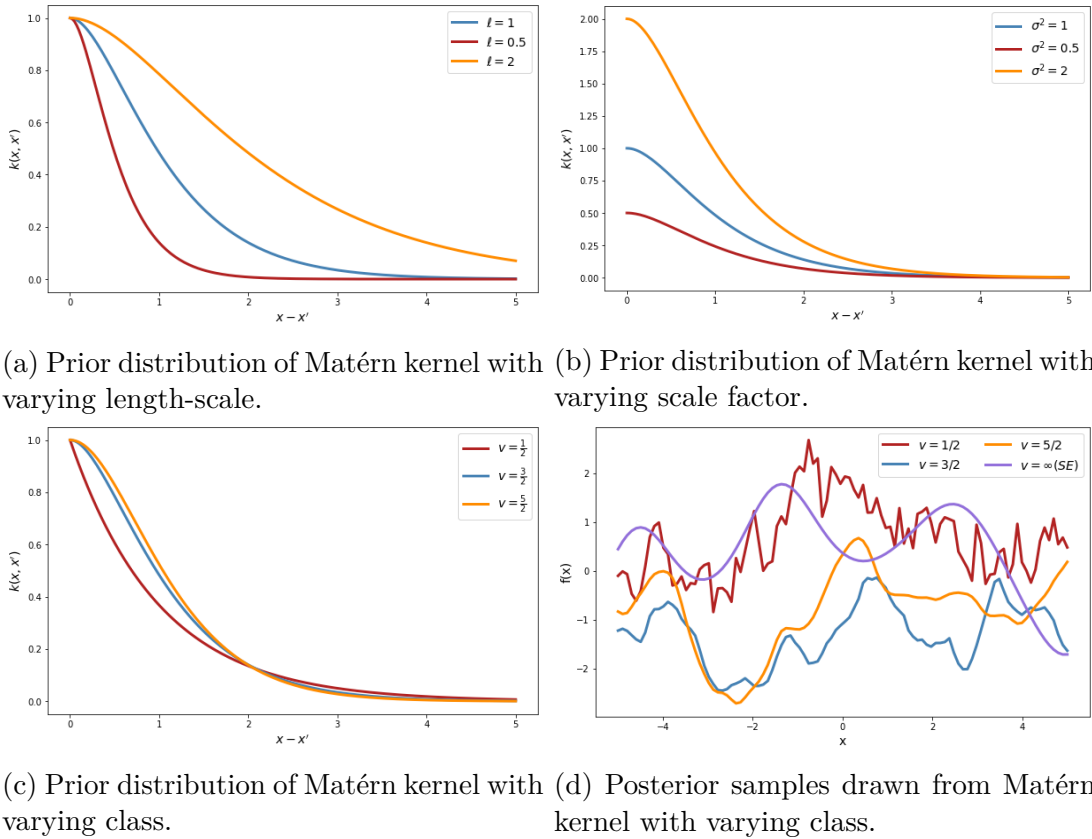 1.0
0.8
0.6
0.4
0.2
0.0
k(x, x′)
0 1 2 3 4 5
x − x′
ℓ = 1
ℓ = 0.5
ℓ = 2
2.00
1.75
1.50
1.25
1.00
0.75
0.50
0.25
0.00
k(x, x′)
0 1 2 3 4 5
x − x′
σ² = 1
σ² = 0.5
σ² = 2
(a) Prior distribution of Matérn kernel with
varying length-scale.
(b) Prior distribution of Matérn kernel with
varying scale factor.
1.0
0.8
0.6
0.4
0.2
0.0
k(x, x′)
0 1 2 3 4 5
x − x′
v = 1/2
v = 3/2
v = 5/2
2
1
0
−1
−2
f(x)
−4 −2 0 2 4
x
v = 1/2 v = 5/2
v = 3/2 v = ∞(SE)
(c) Prior distribution of Matérn kernel with
varying class.
(d) Posterior samples drawn from Matérn
kernel with varying class.